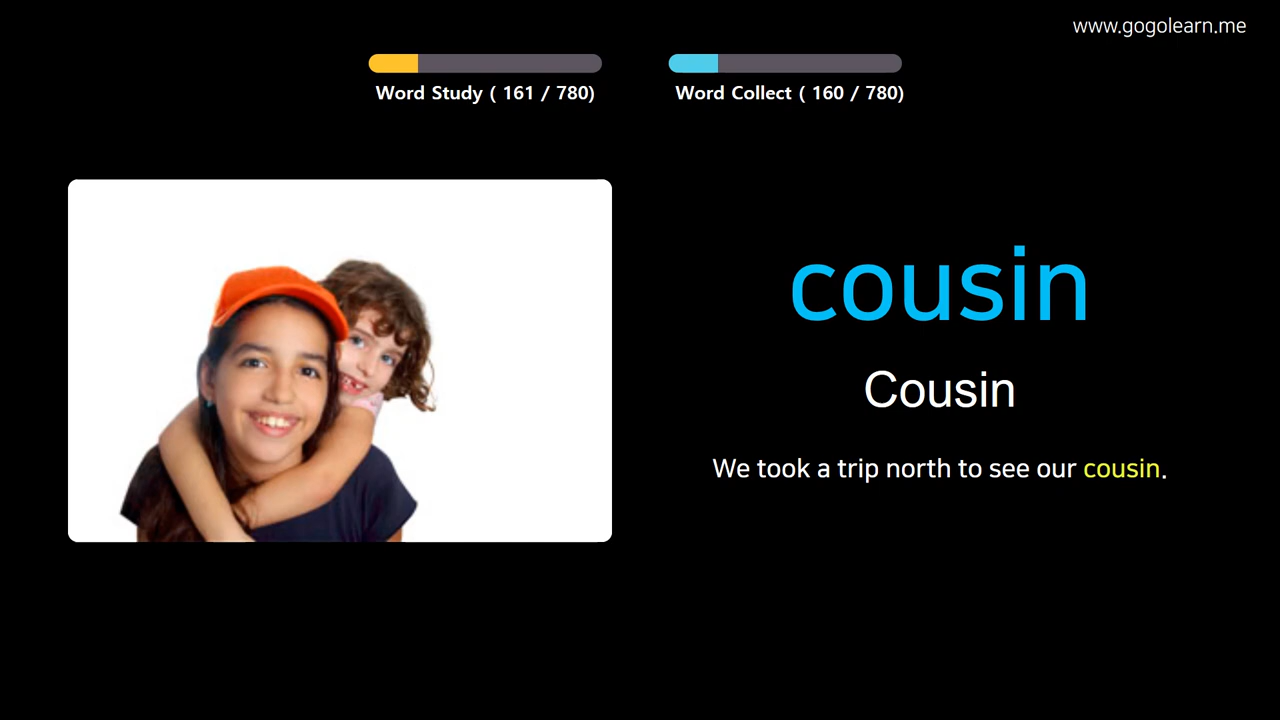 www.gogolearn.me
Word Study ( 161 / 780)
Word Collect ( 160 / 780)
cousin
Cousin
We took a trip north to see our cousin.